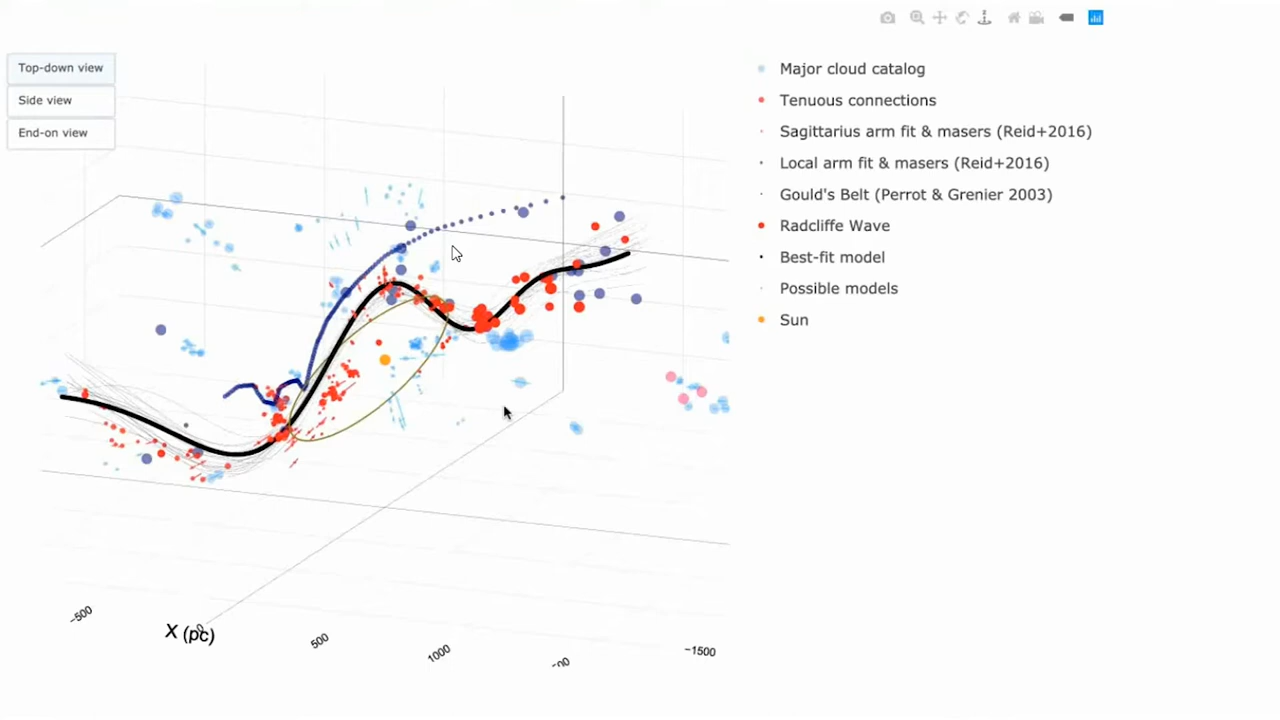 Top-down view
Side view
End-on view
Major cloud catalog
Tenuous connections
Sagittarius arm fit & masers (Reid+2016)
Local arm fit & masers (Reid+2016)
Gould's Belt (Perrot & Grenier 2003)
Radcliffe Wave
Best-fit model
Possible models
Sun
−500
X (pc)
500
1000
−1500